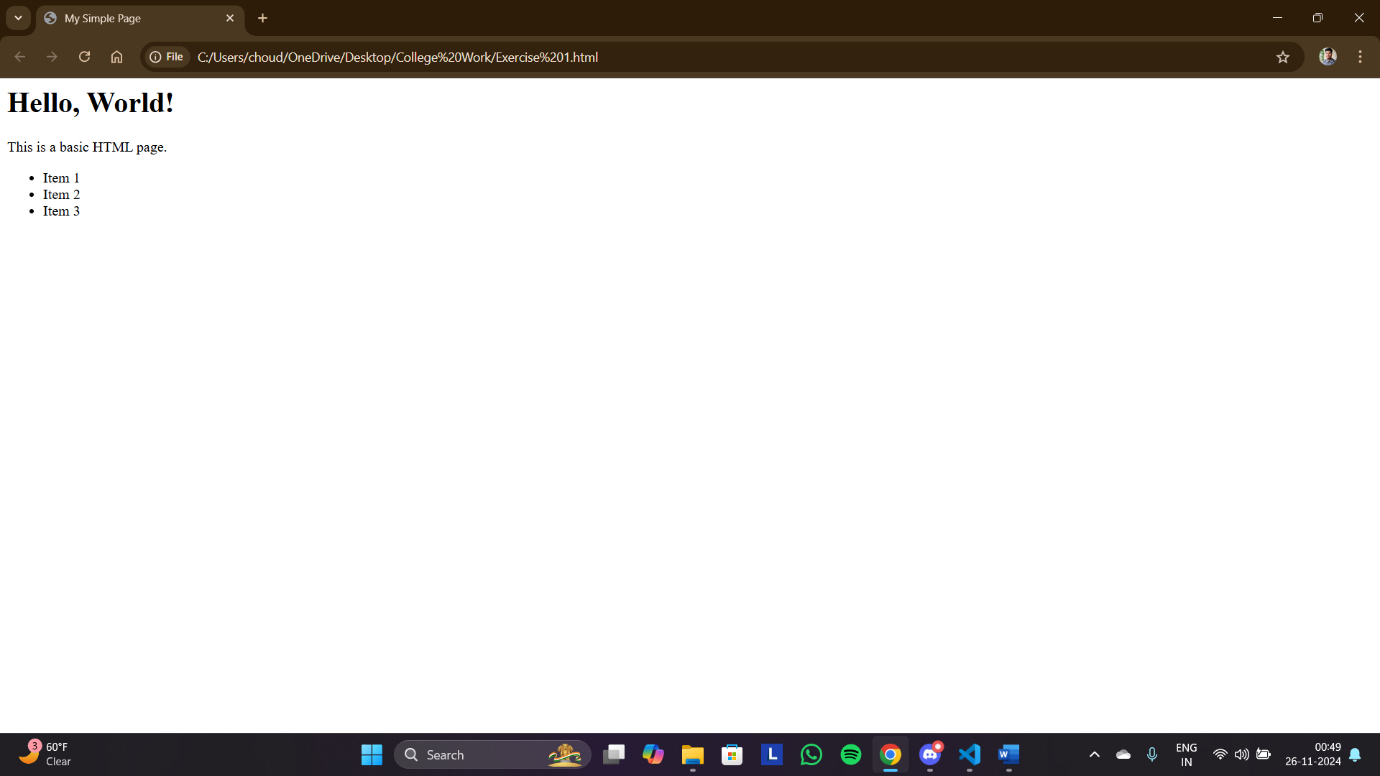 My Simple Page
File
C:/Users/choud/OneDrive/Desktop/College%20Work/Exercise%201.html
Hello, World!
This is a basic HTML page.
Item 1
Item 2
Item 3
3
60°F
Clear
Search
L
W
ENG
IN
00:49
26-11-2024